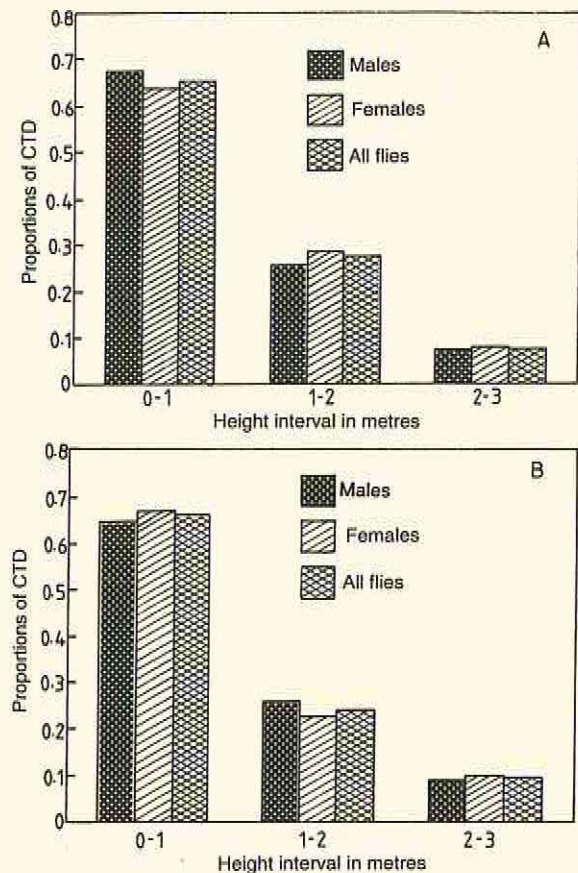 A
0·8
0·7
0·6
0·5
0·4
0·3
0·2
0·1
0
Proportions of CTD
Males
Females
All flies
0-1 1-2 2-3
Height interval in metres
B
0·8
0·7
0·6
0·5
0·4
0·3
0·2
0·1
0
Proportions of CTD
Males
Females
All flies
0-1 1-2 2-3
Height interval in metres